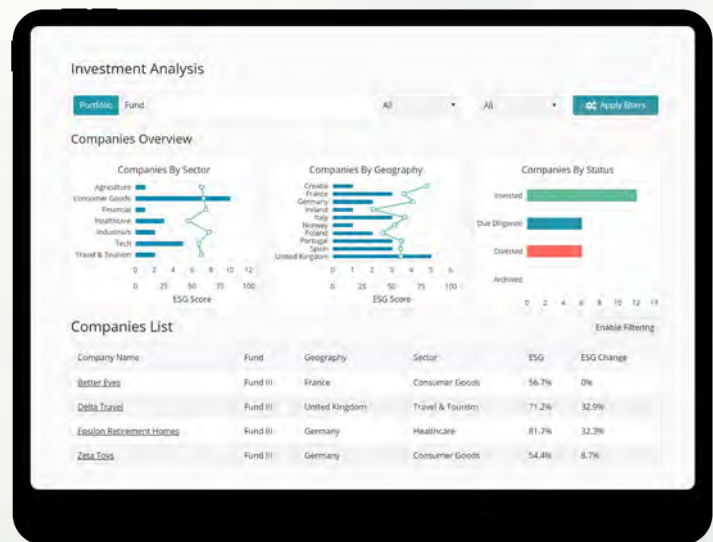 Investment Analysis
Portfolio Fund All All Apply filters
Companies Overview
Companies By Sector
Agriculture
Consumer Goods
Financial
Healthcare
Industrials
Tech
Travel & Tourism
0 2 4 6 8 10 12
0 25 50 75 100
ESG Score
Companies By Geography
Croatia
France
Germany
Ireland
Italy
Norway
Poland
Portugal
Spain
United Kingdom
0 1 2 3 4 5 6
0 25 50 75 100
ESG Score
Companies By Status
Invested
Due Diligence
Divested
Archived
0 2 4 6 8 10 12 14
Companies List
Enable Filtering
Company Name Fund Geography Sector ESG ESG Change
Better Eyes Fund III France Consumer Goods 56.7% 0%
Delta Travel Fund III United Kingdom Travel & Tourism 71.2% 32.9%
Epsilon Retirement Homes Fund III Germany Healthcare 81.7% 32.3%
Zeta Toys Fund III Germany Consumer Goods 54.4% 8.7%